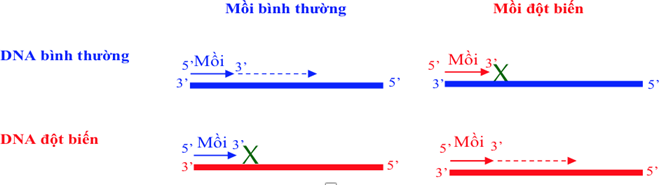 Mồi bình thường Mồi đột biến
DNA bình thường
5’ Mồi 3’ 5’ Mồi 3’
3’ 5’ 3’ 5’
DNA đột biến
5’ Mồi 3’ 5’ Mồi 3’
3’ 5’ 3’ 5’